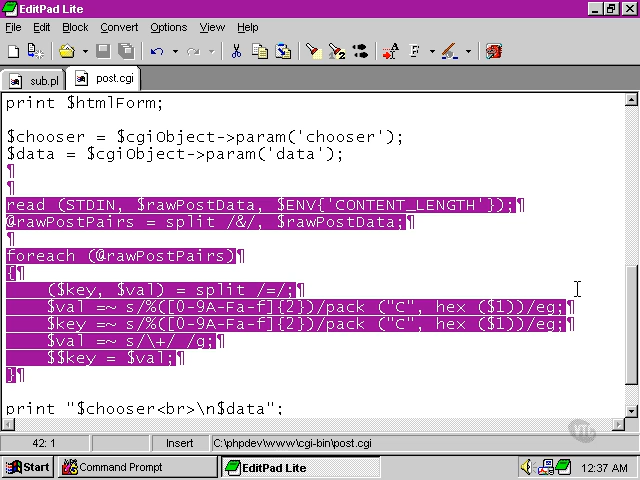 EditPad Lite
File Edit Block Convert Options View Help
sub.pl post.cgi
print $htmlForm;
$chooser = $cgiObject->param('chooser');
$data = $cgiObject->param('data');
¶
¶
read (STDIN, $rawPostData, $ENV{'CONTENT_LENGTH'});¶
@rawPostPairs = split /&/, $rawPostData;¶
¶
foreach (@rawPostPairs)¶
{¶
($key, $val) = split /=/;¶
$val =~ s/%([0-9A-Fa-f]{2})/pack ("C", hex ($1))/eg;¶
$key =~ s/%([0-9A-Fa-f]{2})/pack ("C", hex ($1))/eg;¶
$val =~ s/\+/ /g;¶
$$key = $val;¶
}¶
print "$chooser<br>\n$data";
42: 1 Insert C:\phpdev\www\cgi-bin\post.cgi
Start Command Prompt EditPad Lite 12:37 AM